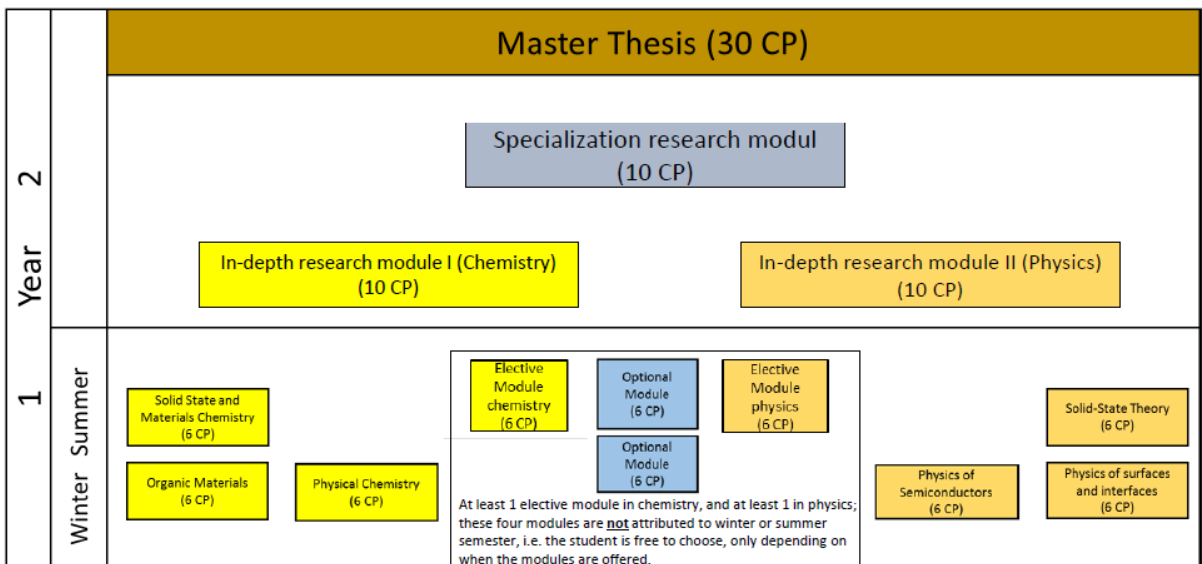 Master Thesis (30 CP)
Specialization research modul
(10 CP)
In-depth research module I (Chemistry)
(10 CP)
In-depth research module II (Physics)
(10 CP)
Year
2
1
Summer
Winter
Solid State and
Materials Chemistry
(6 CP)
Organic Materials
(6 CP)
Physical Chemistry
(6 CP)
Elective
Module
chemistry
(6 CP)
Optional
Module
(6 CP)
Elective
Module
physics
(6 CP)
Optional
Module
(6 CP)
At least 1 elective module in chemistry, and at least 1 in physics;
these four modules are not attributed to winter or summer
semester, i.e. the student is free to choose, only depending on
when the modules are offered.
Physics of
Semiconductors
(6 CP)
Solid-State Theory
(6 CP)
Physics of surfaces
and interfaces
(6 CP)